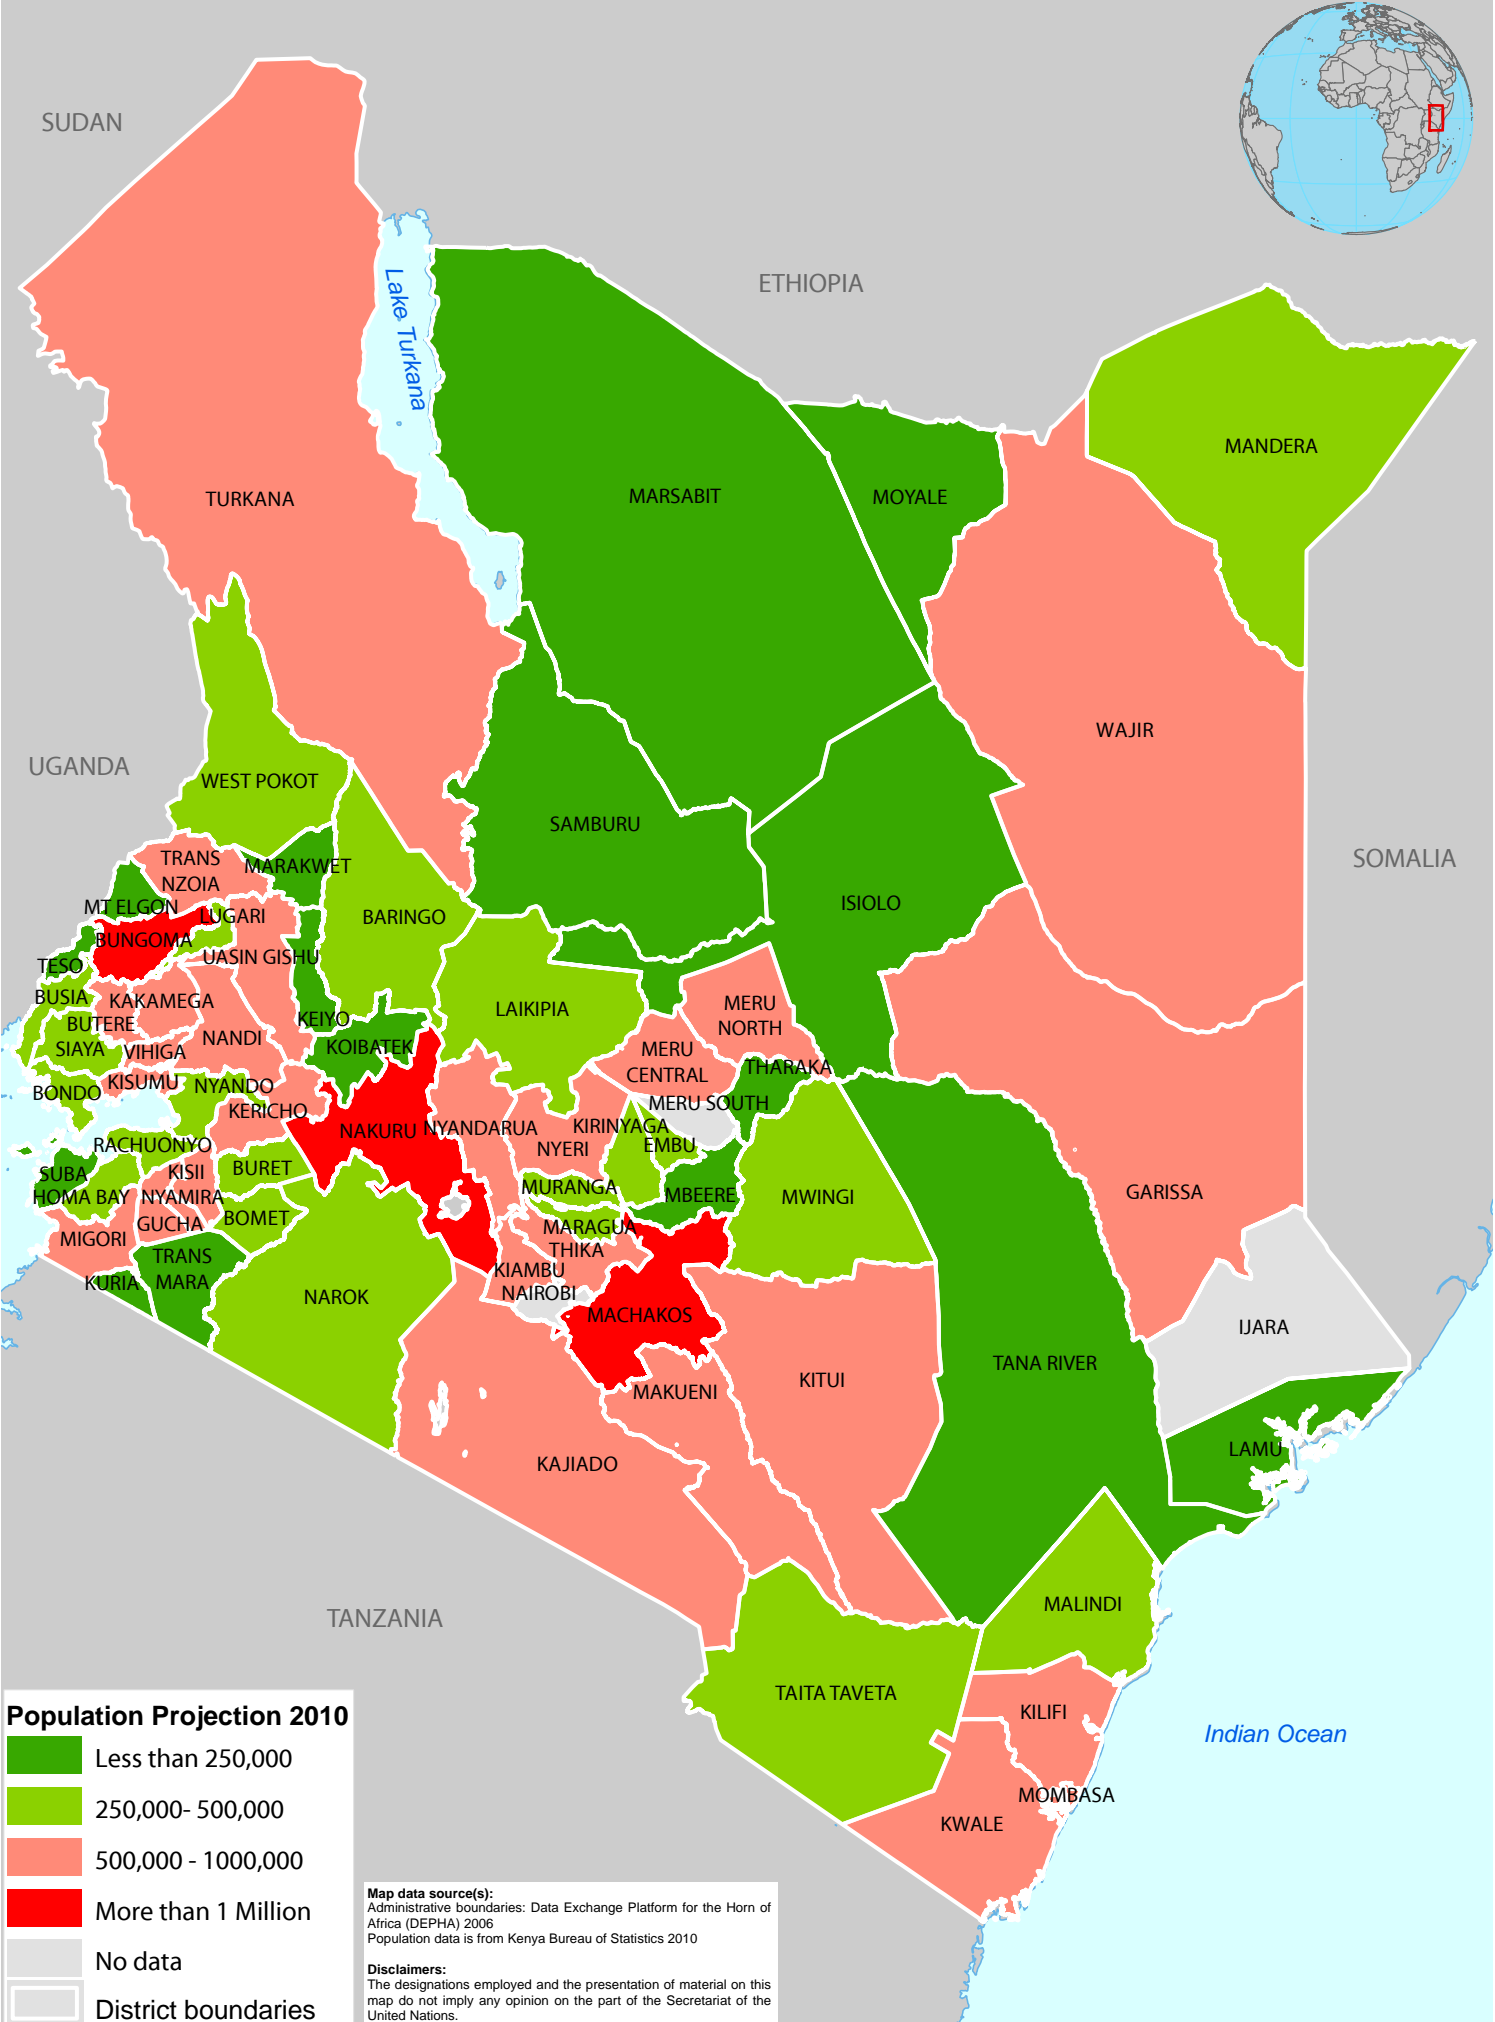 SUDAN
ETHIOPIA
Lake Turkana
MANDERA
TURKANA
MARSABIT
MOYALE
WAJIR
UGANDA
WEST POKOT
SAMBURU
SOMALIA
TRANS
NZOIA
MARAKWET
ISIOLO
MT ELGON
LUGARI
BARINGO
BUNGOMA
UASIN GISHU
TESO
BUSIA
KAKAMEGA
LAIKIPIA
MERU
NORTH
BUTERE
KEIYO
NANDI
SIAYA
VIHIGA
KOIBATEK
MERU
CENTRAL
THARAKA
KISUMU
NYANDO
BONDO
MERU SOUTH
KERICHO
NAKURU
NYANDARUA
KIRINYAGA
NYERI
EMBU
RACHUONYO
KISII
BURET
SUBA
HOMA BAY
NYAMIRA
MURANGA
MBEERE
MWINGI
GARISSA
GUCHA
BOMET
MIGORI
MARAGUA
THIKA
TRANS
MARA
KURIA
KIAMBU
NAIROBI
NAROK
MACHAKOS
IJARA
TANA RIVER
KITUI
MAKUENI
LAMU
KAJIADO
MALINDI
TANZANIA
TAITA TAVETA
KILIFI
Indian Ocean
MOMBASA
KWALE
Population Projection 2010
Less than 250,000
250,000- 500,000
500,000 - 1000,000
More than 1 Million
No data
District boundaries
Map data source(s):
Administrative boundaries: Data Exchange Platform for the Horn of
Africa (DEPHA) 2006
Population data is from Kenya Bureau of Statistics 2010
Disclaimers:
The designations employed and the presentation of material on this
map do not imply any opinion on the part of the Secretariat of the
United Nations.